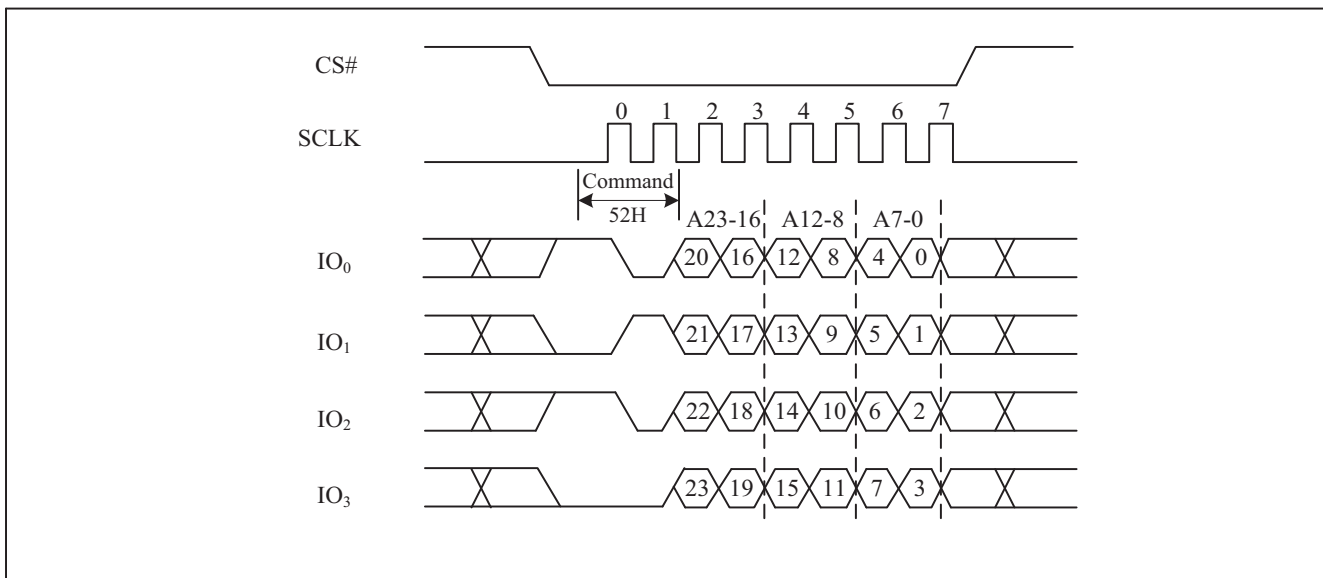 CS#
0 1 2 3 4 5 6 7
SCLK
Command
52H
A23-16 A12-8 A7-0
IO0 20 16 12 8 4 0
IO1 21 17 13 9 5 1
IO2 22 18 14 10 6 2
IO3 23 19 15 11 7 3